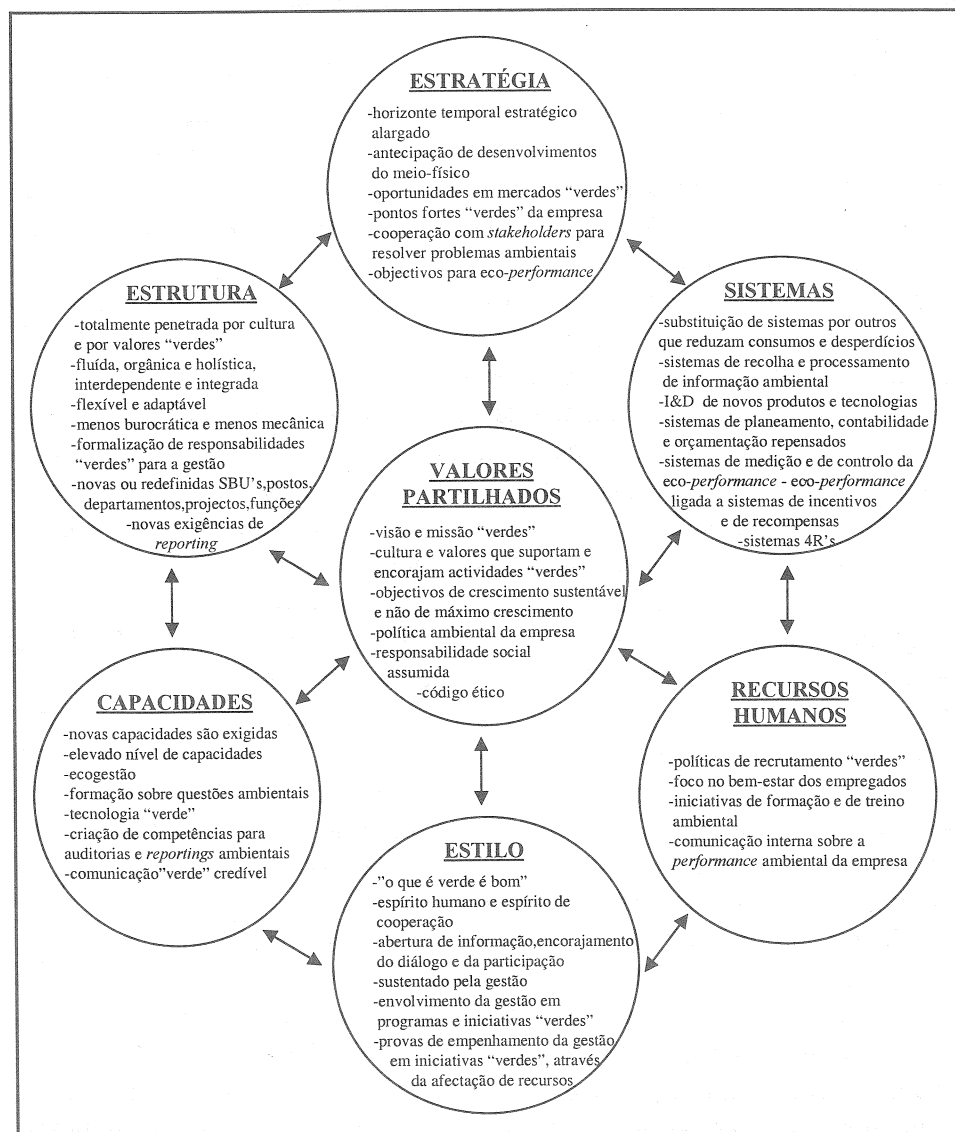 ESTRATÉGIA
-horizonte temporal estratégico
alargado
-antecipação de desenvolvimentos
do meio-físico
-oportunidades em mercados “verdes”
-pontos fortes “verdes” da empresa
-cooperação com stakeholders para
resolver problemas ambientais
-objectivos para eco-performance
ESTRUTURA
-totalmente penetrada por cultura
e por valores “verdes”
-fluída, orgânica e holística,
interdependente e integrada
-flexível e adaptável
-menos burocrática e menos mecânica
-formalização de responsabilidades
“verdes” para a gestão
-novas ou redefinidas SBU's,postos,
departamentos,projectos,funções
-novas exigências de
reporting
SISTEMAS
-substituição de sistemas por outros
que reduzam consumos e desperdícios
-sistemas de recolha e processamento
de informação ambiental
-I&D de novos produtos e tecnologias
-sistemas de planeamento, contabilidade
e orçamentação repensados
-sistemas de medição e de controlo da
eco-performance - eco-performance
ligada a sistemas de incentivos
e de recompensas
-sistemas 4R's
VALORES
PARTILHADOS
-visão e missão “verdes”
-cultura e valores que suportam e
encorajam actividades “verdes”
-objectivos de crescimento sustentável
e não de máximo crescimento
-política ambiental da empresa
-responsabilidade social
assumida
-código ético
CAPACIDADES
-novas capacidades são exigidas
-elevado nível de capacidades
-ecogestão
-formação sobre questões ambientais
-tecnologia “verde”
-criação de competências para
auditorias e reportings ambientais
-comunicação”verde” credível
RECURSOS
HUMANOS
-políticas de recrutamento “verdes”
-foco no bem-estar dos empregados
-iniciativas de formação e de treino
ambiental
-comunicação interna sobre a
performance ambiental da empresa
ESTILO
-”o que é verde é bom”
-espírito humano e espírito de
cooperação
-abertura de informação,encorajamento
do diálogo e da participação
-sustentado pela gestão
-envolvimento da gestão em
programas e iniciativas “verdes”
-provas de empenhamento da gestão
em iniciativas “verdes”, através
da afectação de recursos